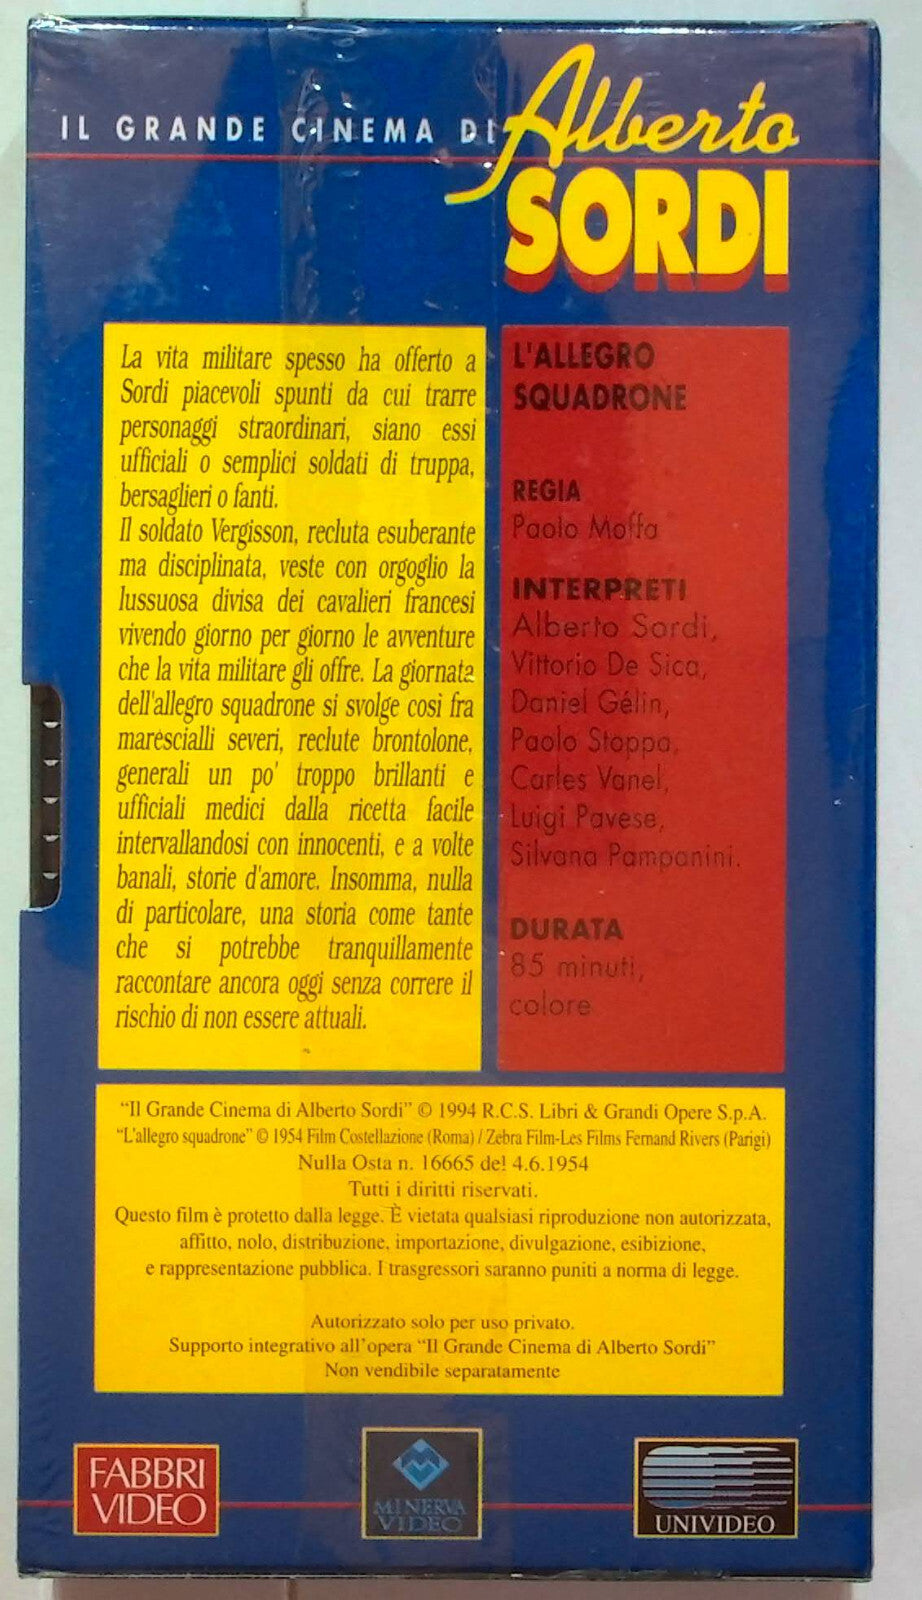 IL GRANDE CINEMA DI Alberto
SORDI
La vita militare spesso ha offerto a
Sordi piacevoli spunti da cui trarre
personaggi straordinari, siano essi
ufficiali o semplici soldati di truppa,
bersaglieri o fanti.
Il soldato Vergisson, recluta esuberante
ma disciplinata, veste con orgoglio la
lussuosa divisa dei cavalieri francesi
vivendo giorno per giorno le avventure
che la vita militare gli offre. La giornata
dell'allegro squadrone si svolge così fra
marescialli severi, reclute brontolone,
generali un po' troppo brillanti e
ufficiali medici dalla ricetta facile
intervallandosi con innocenti, e a volte
banali, storie d'amore. Insomma, nulla
di particolare, una storia come tante
che si potrebbe tranquillamente
raccontare ancora oggi senza correre il
rischio di non essere attuali.
L'ALLEGRO
SQUADRONE
REGIA
Paolo Moffa
INTERPRETI
Alberto Sordi,
Vittorio De Sica,
Daniel Gélin,
Paolo Stoppa,
Carles Vanel,
Luigi Pavese,
Silvana Pampanini.
DURATA
85 minuti,
colore
“Il Grande Cinema di Alberto Sordi” © 1994 R.C.S. Libri & Grandi Opere S.p.A.
“L'allegro squadrone” © 1954 Film Costellazione (Roma) / Zebra Film-Les Films Fernand Rivers (Parigi)
Nulla Osta n. 16665 del 4.6.1954
Tutti i diritti riservati.
Questo film è protetto dalla legge. È vietata qualsiasi riproduzione non autorizzata,
affitto, nolo, distribuzione, importazione, divulgazione, esibizione,
e rappresentazione pubblica. I trasgressori saranno puniti a norma di legge.
Autorizzato solo per uso privato.
Supporto integrativo all'opera “Il Grande Cinema di Alberto Sordi”
Non vendibile separatamente
FABBRI
VIDEO
MINERVA
VIDEO
UNIVIDEO